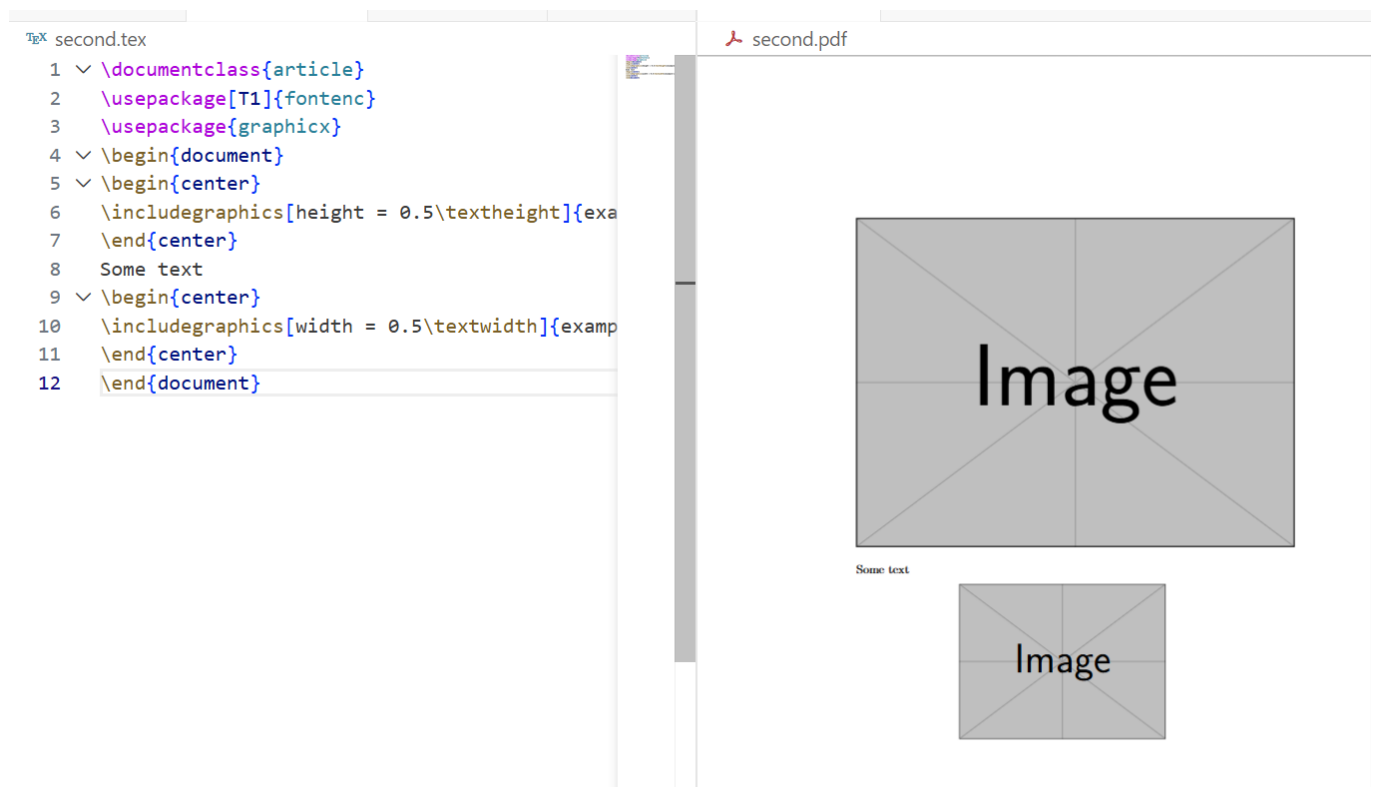 TEX second.tex
1 \documentclass{article}
2 \usepackage[T1]{fontenc}
3 \usepackage{graphicx}
4 \begin{document}
5 \begin{center}
6 \includegraphics[height = 0.5\textheight]{exa
7 \end{center}
8 Some text
9 \begin{center}
10 \includegraphics[width = 0.5\textwidth]{examp
11 \end{center}
12 \end{document}
second.pdf
Image
Some text
Image